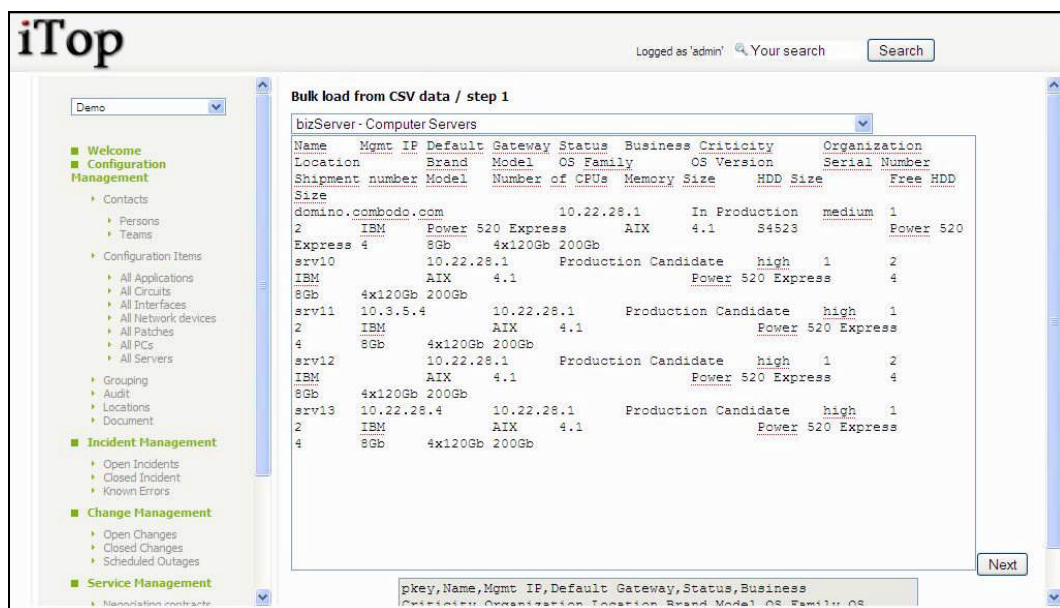 iTop
Logged as 'admin' Your search Search
Demo
Welcome
Configuration
Management
Contacts
Persons
Teams
Configuration Items
All Applications
All Circuits
All Interfaces
All Network devices
All Patches
All PCs
All Servers
Grouping
Audit
Locations
Document
Incident Management
Open Incidents
Closed Incident
Known Errors
Change Management
Open Changes
Closed Changes
Scheduled Outages
Service Management
Negociating contracts
Bulk load from CSV data / step 1
bizServer - Computer Servers
Name Mgmt IP Default Gateway Status Business Criticity Organization
Location Brand Model OS Family OS Version Serial Number
Shipment number Model Number of CPUs Memory Size HDD Size Free HDD
Size
domino.combodo.com 10.22.28.1 In Production medium 1
2 IBM Power 520 Express AIX 4.1 S4523 Power 520
Express 4 8Gb 4x120Gb 200Gb
srv10 10.22.28.1 Production Candidate high 1 2
IBM AIX 4.1 Power 520 Express 4
8Gb 4x120Gb 200Gb
srv11 10.3.5.4 10.22.28.1 Production Candidate high 1
2 IBM AIX 4.1 Power 520 Express
4 8Gb 4x120Gb 200Gb
srv12 10.22.28.1 Production Candidate high 1 2
IBM AIX 4.1 Power 520 Express 4
8Gb 4x120Gb 200Gb
srv13 10.22.28.4 10.22.28.1 Production Candidate high 1
2 IBM AIX 4.1 Power 520 Express
4 8Gb 4x120Gb 200Gb
Next
pkey,Name,Mgmt IP,Default Gateway,Status,Business
Criticity,Organization,Location,Brand,Model,OS Family,OS